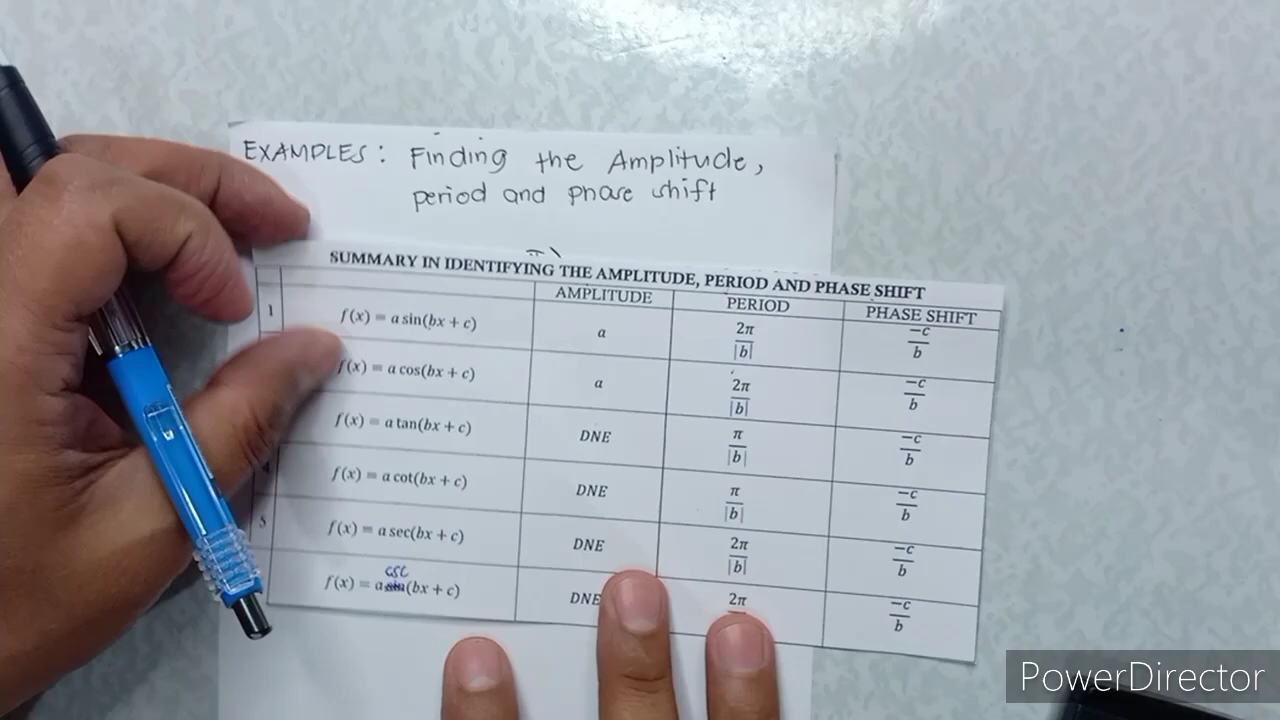 EXAMPLES: Finding the Amplitude,
period and phase shift
SUMMARY IN IDENTIFYING THE AMPLITUDE, PERIOD AND PHASE SHIFT
AMPLITUDE PERIOD PHASE SHIFT
1 f(x) = a sin(bx + c) a 2π/|b| −c/b
f(x) = a cos(bx + c) a 2π/|b| −c/b
f(x) = a tan(bx + c) DNE π/|b| −c/b
f(x) = a cot(bx + c) DNE π/|b| −c/b
5 f(x) = a sec(bx + c) DNE 2π/|b| −c/b
csc
f(x) = a sin(bx + c) DNE 2π −c/b
PowerDirector